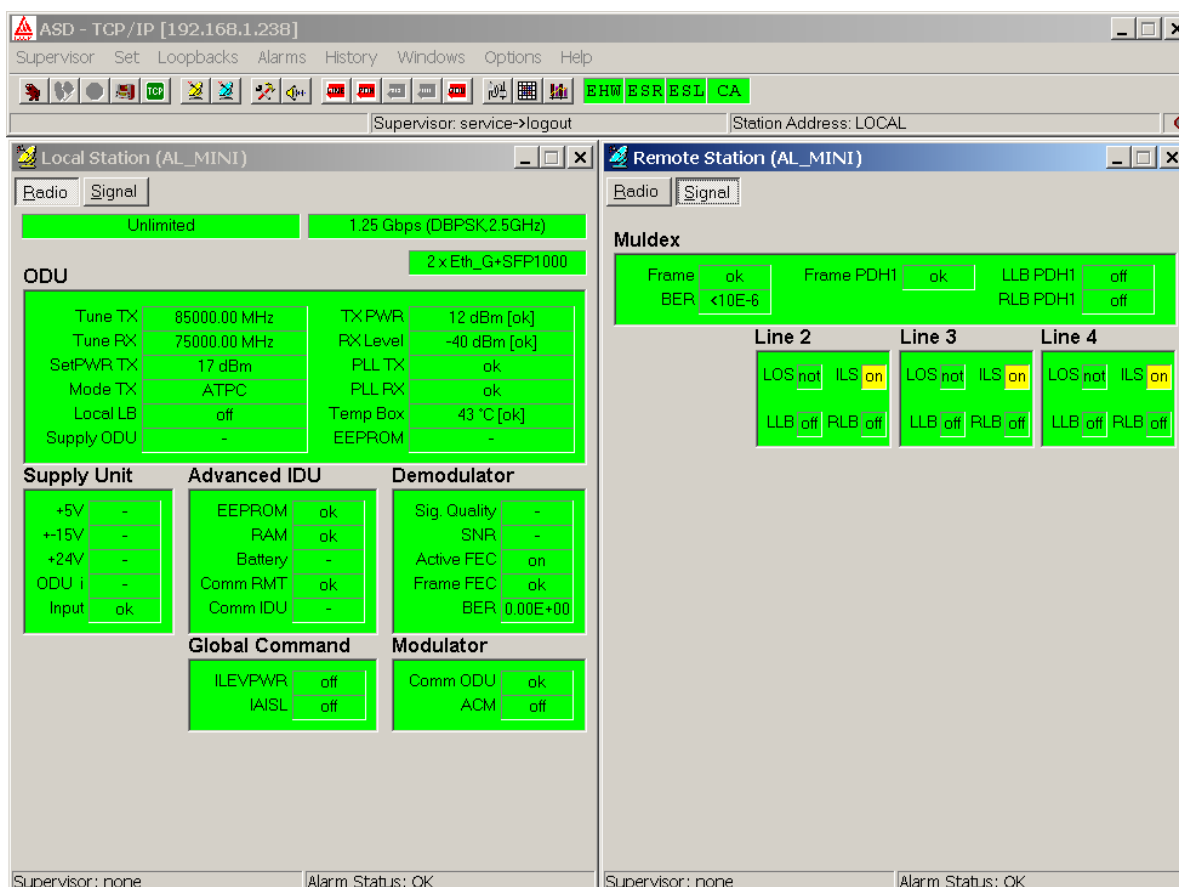 ASD - TCP/IP [192.168.1.238]
Supervisor Set Loopbacks Alarms History Windows Options Help
TCP EHW ESR ESL CA
Supervisor: service->logout Station Address: LOCAL
Local Station (AL_MINI)
Radio Signal
Unlimited 1.25 Gbps (DBPSK,2.5GHz)
2 x Eth_G+SFP1000
ODU
Tune TX 85000.00 MHz TX PWR 12 dBm [ok]
Tune RX 75000.00 MHz RX Level -40 dBm [ok]
SetPWR TX 17 dBm PLL TX ok
Mode TX ATPC PLL RX ok
Local LB off Temp Box 43 °C [ok]
Supply ODU - EEPROM -
Supply Unit Advanced IDU Demodulator
+5V - EEPROM ok Sig. Quality -
+-15V - RAM ok SNR -
+24V - Battery - Active FEC on
ODU i - Comm RMT ok Frame FEC ok
Input ok Comm IDU - BER 0.00E+00
Global Command Modulator
ILEVPWR off Comm ODU ok
IAISL off ACM off
Supervisor: none Alarm Status: OK
Remote Station (AL_MINI)
Radio Signal
Muldex
Frame ok Frame PDH1 ok LLB PDH1 off
BER <10E-6 RLB PDH1 off
Line 2 Line 3 Line 4
LOS not ILS on LOS not ILS on LOS not ILS on
LLB off RLB off LLB off RLB off LLB off RLB off
Supervisor: none Alarm Status: OK